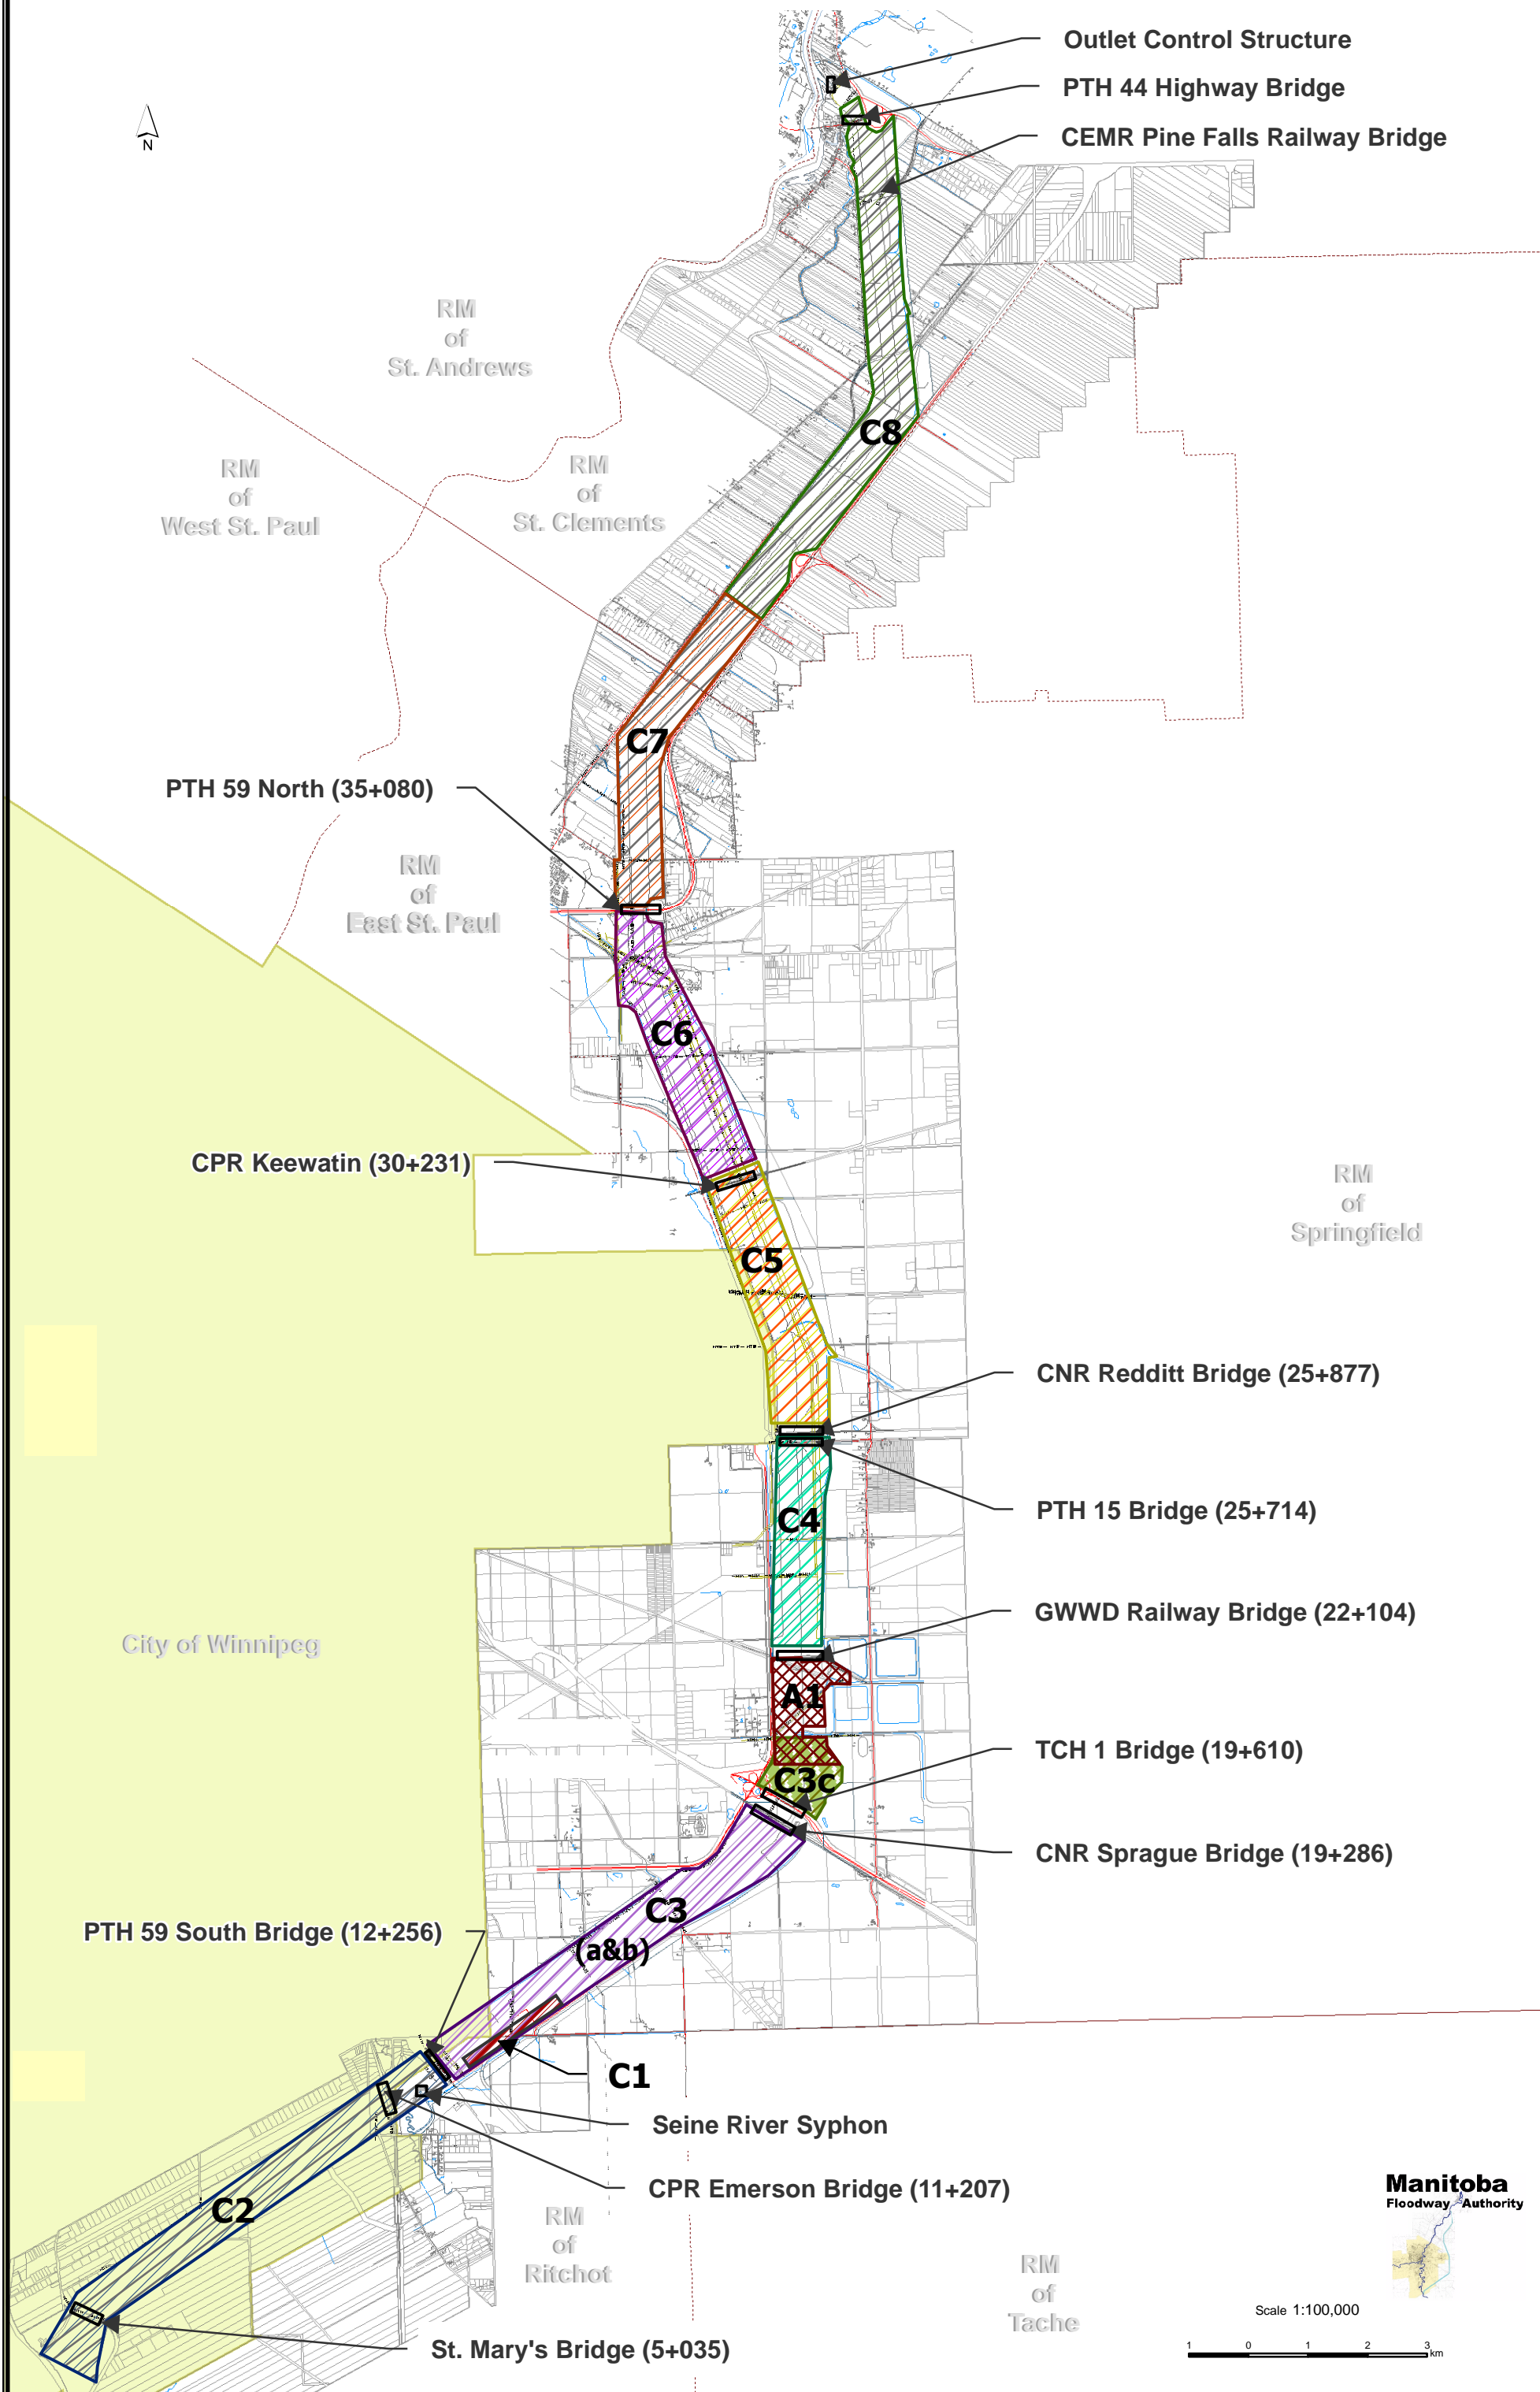 Outlet Control Structure
PTH 44 Highway Bridge
CEMR Pine Falls Railway Bridge
N
RM
of
St. Andrews
C8
RM
of
West St. Paul
RM
of
St. Clements
C7
PTH 59 North (35+080)
RM
of
East St. Paul
C6
CPR Keewatin (30+231)
RM
of
Springfield
C5
CNR Redditt Bridge (25+877)
PTH 15 Bridge (25+714)
C4
GWWD Railway Bridge (22+104)
City of Winnipeg
A1
TCH 1 Bridge (19+610)
C3c
CNR Sprague Bridge (19+286)
C3
(a&b)
PTH 59 South Bridge (12+256)
C1
Seine River Syphon
CPR Emerson Bridge (11+207)
C2
RM
of
Ritchot
RM
of
Tache
Manitoba
Floodway Authority
Scale 1:100,000
1 0 1 2 3
km
St. Mary's Bridge (5+035)